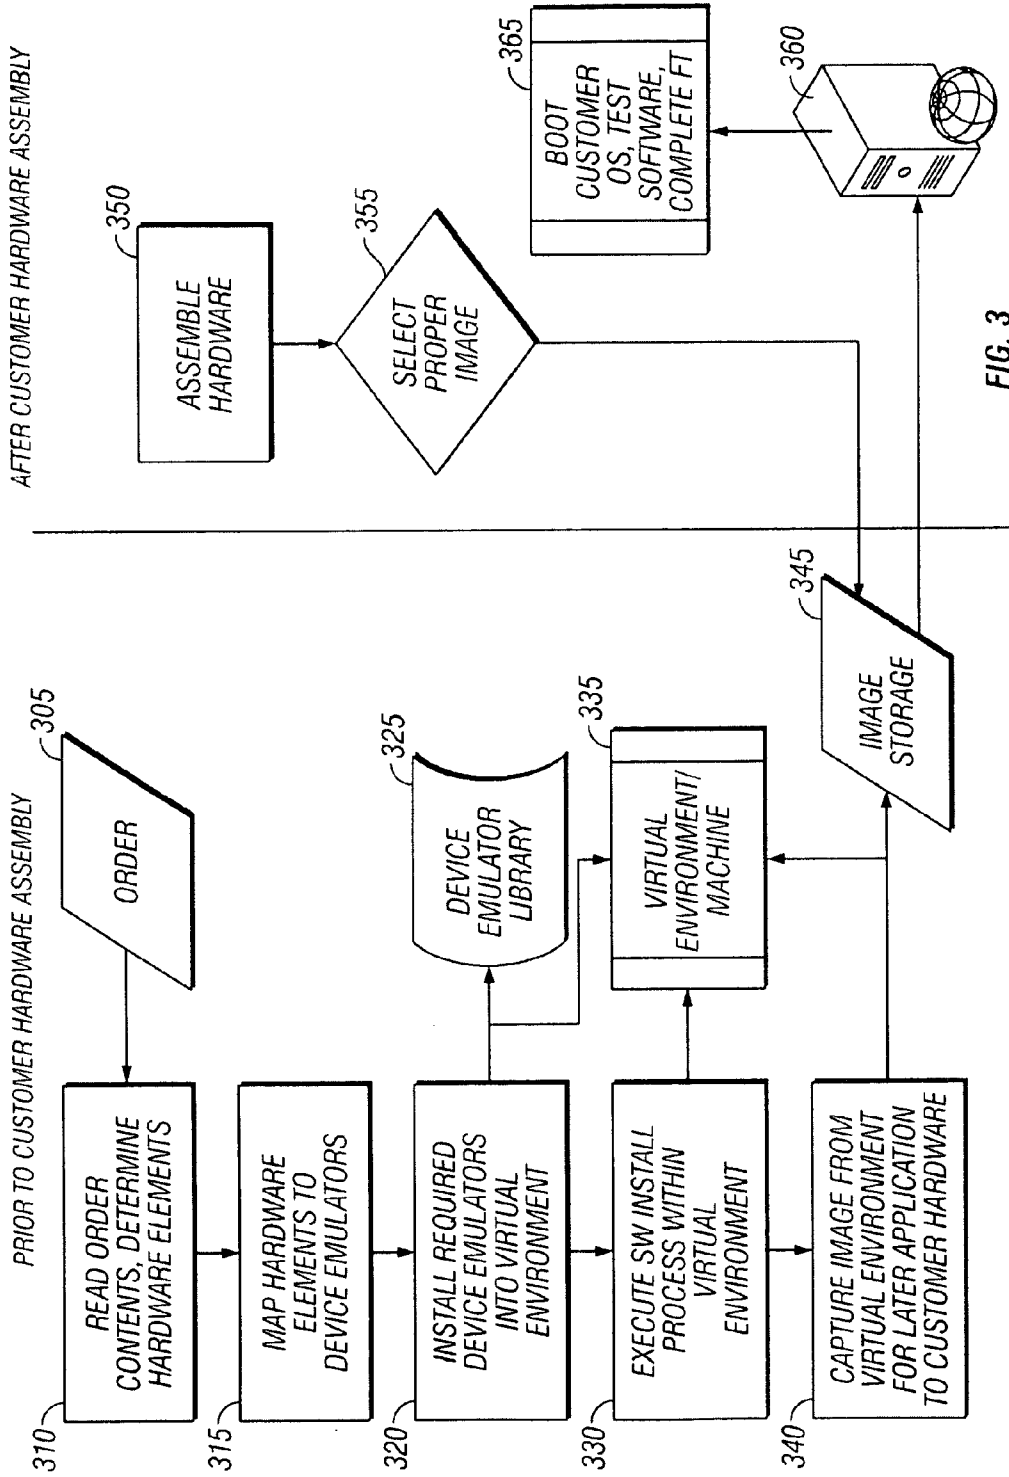 PRIOR TO CUSTOMER HARDWARE ASSEMBLY
AFTER CUSTOMER HARDWARE ASSEMBLY
305
ORDER
310
READ ORDER
CONTENTS, DETERMINE
HARDWARE ELEMENTS
315
MAP HARDWARE
ELEMENTS TO
DEVICE EMULATORS
320
INSTALL REQUIRED
DEVICE EMULATORS
INTO VIRTUAL
ENVIRONMENT
325
DEVICE
EMULATOR
LIBRARY
330
EXECUTE SW INSTALL
PROCESS WITHIN
VIRTUAL
ENVIRONMENT
335
VIRTUAL
ENVIRONMENT/
MACHINE
340
CAPTURE IMAGE FROM
VIRTUAL ENVIRONMENT
FOR LATER APPLICATION
TO CUSTOMER HARDWARE
345
IMAGE
STORAGE
350
ASSEMBLE
HARDWARE
355
SELECT
PROPER
IMAGE
365
BOOT
CUSTOMER
OS, TEST
SOFTWARE,
COMPLETE FT
360
FIG. 3